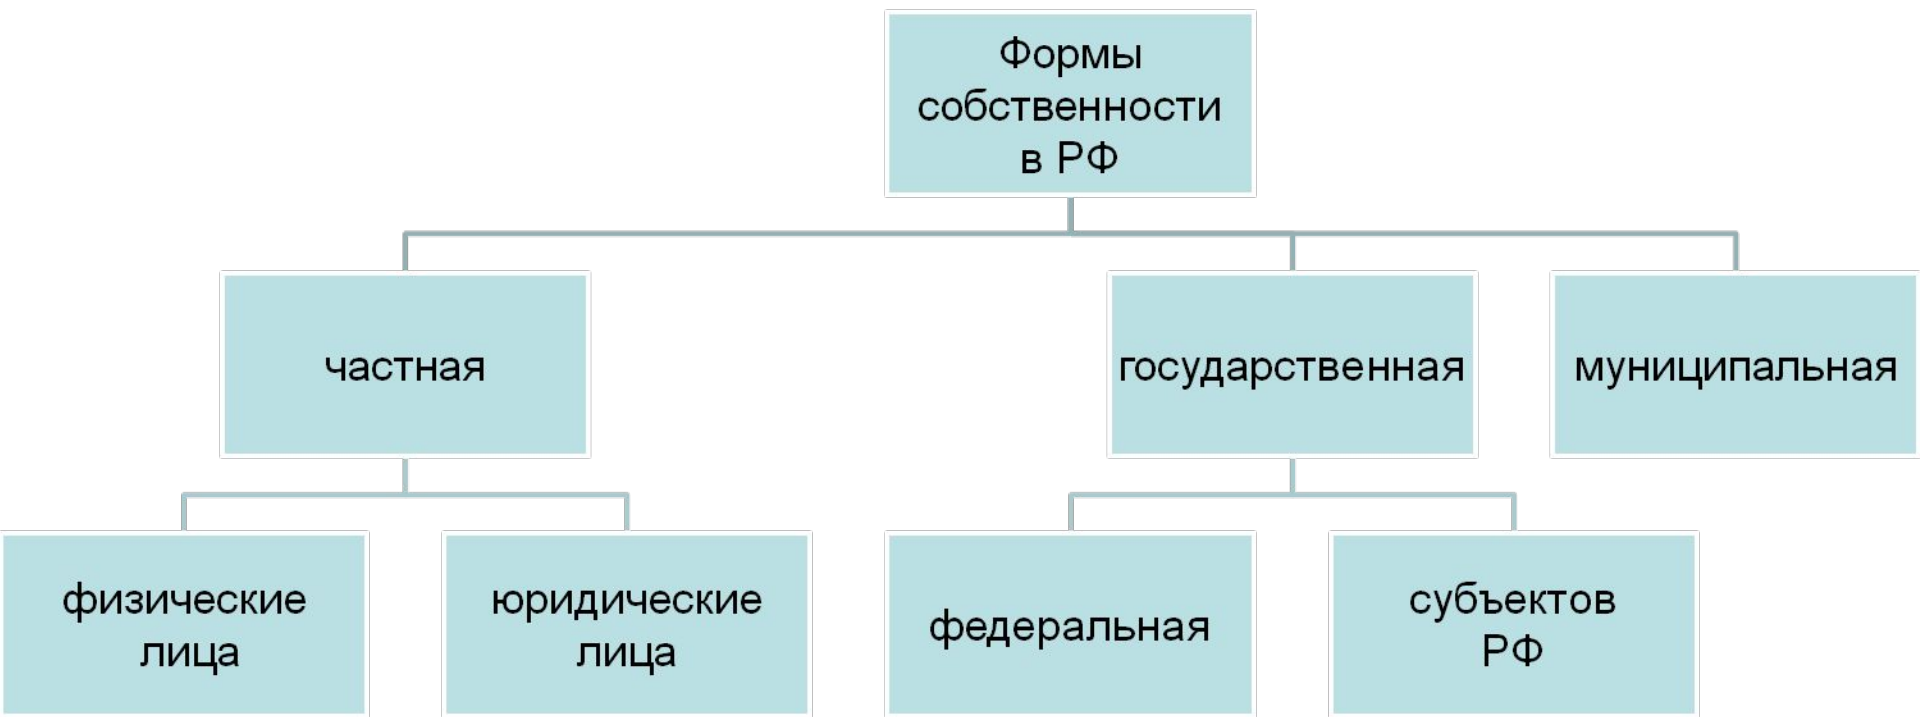 Формы
собственности
в РФ
частная
государственная
муниципальная
физические
лица
юридические
лица
федеральная
субъектов
РФ